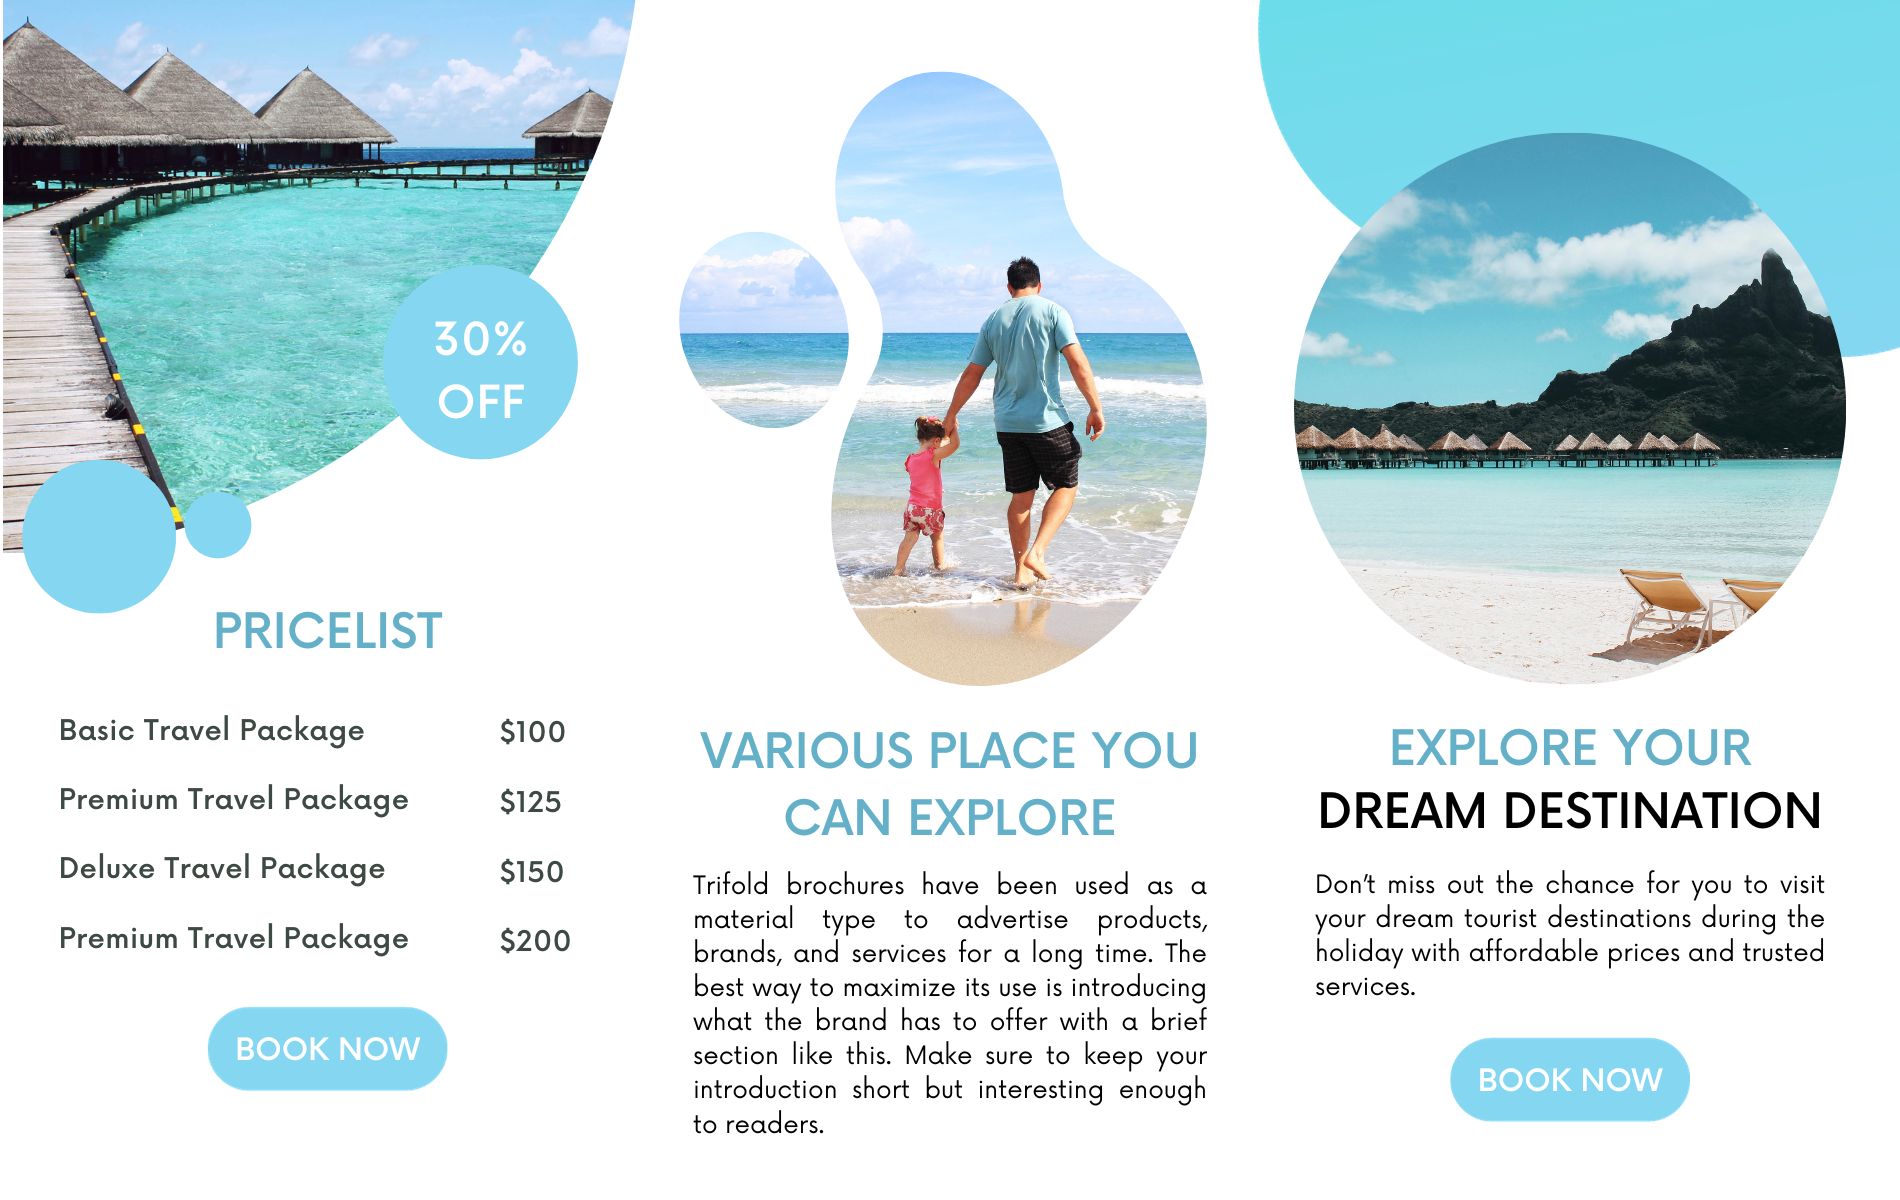 30%
OFF
PRICELIST
Basic Travel Package $100
Premium Travel Package $125
Deluxe Travel Package $150
Premium Travel Package $200
BOOK NOW
VARIOUS PLACE YOU
CAN EXPLORE
Trifold brochures have been used as a
material type to advertise products,
brands, and services for a long time. The
best way to maximize its use is introducing
what the brand has to offer with a brief
section like this. Make sure to keep your
introduction short but interesting enough
to readers.
EXPLORE YOUR
DREAM DESTINATION
Don't miss out the chance for you to visit
your dream tourist destinations during the
holiday with affordable prices and trusted
services.
BOOK NOW